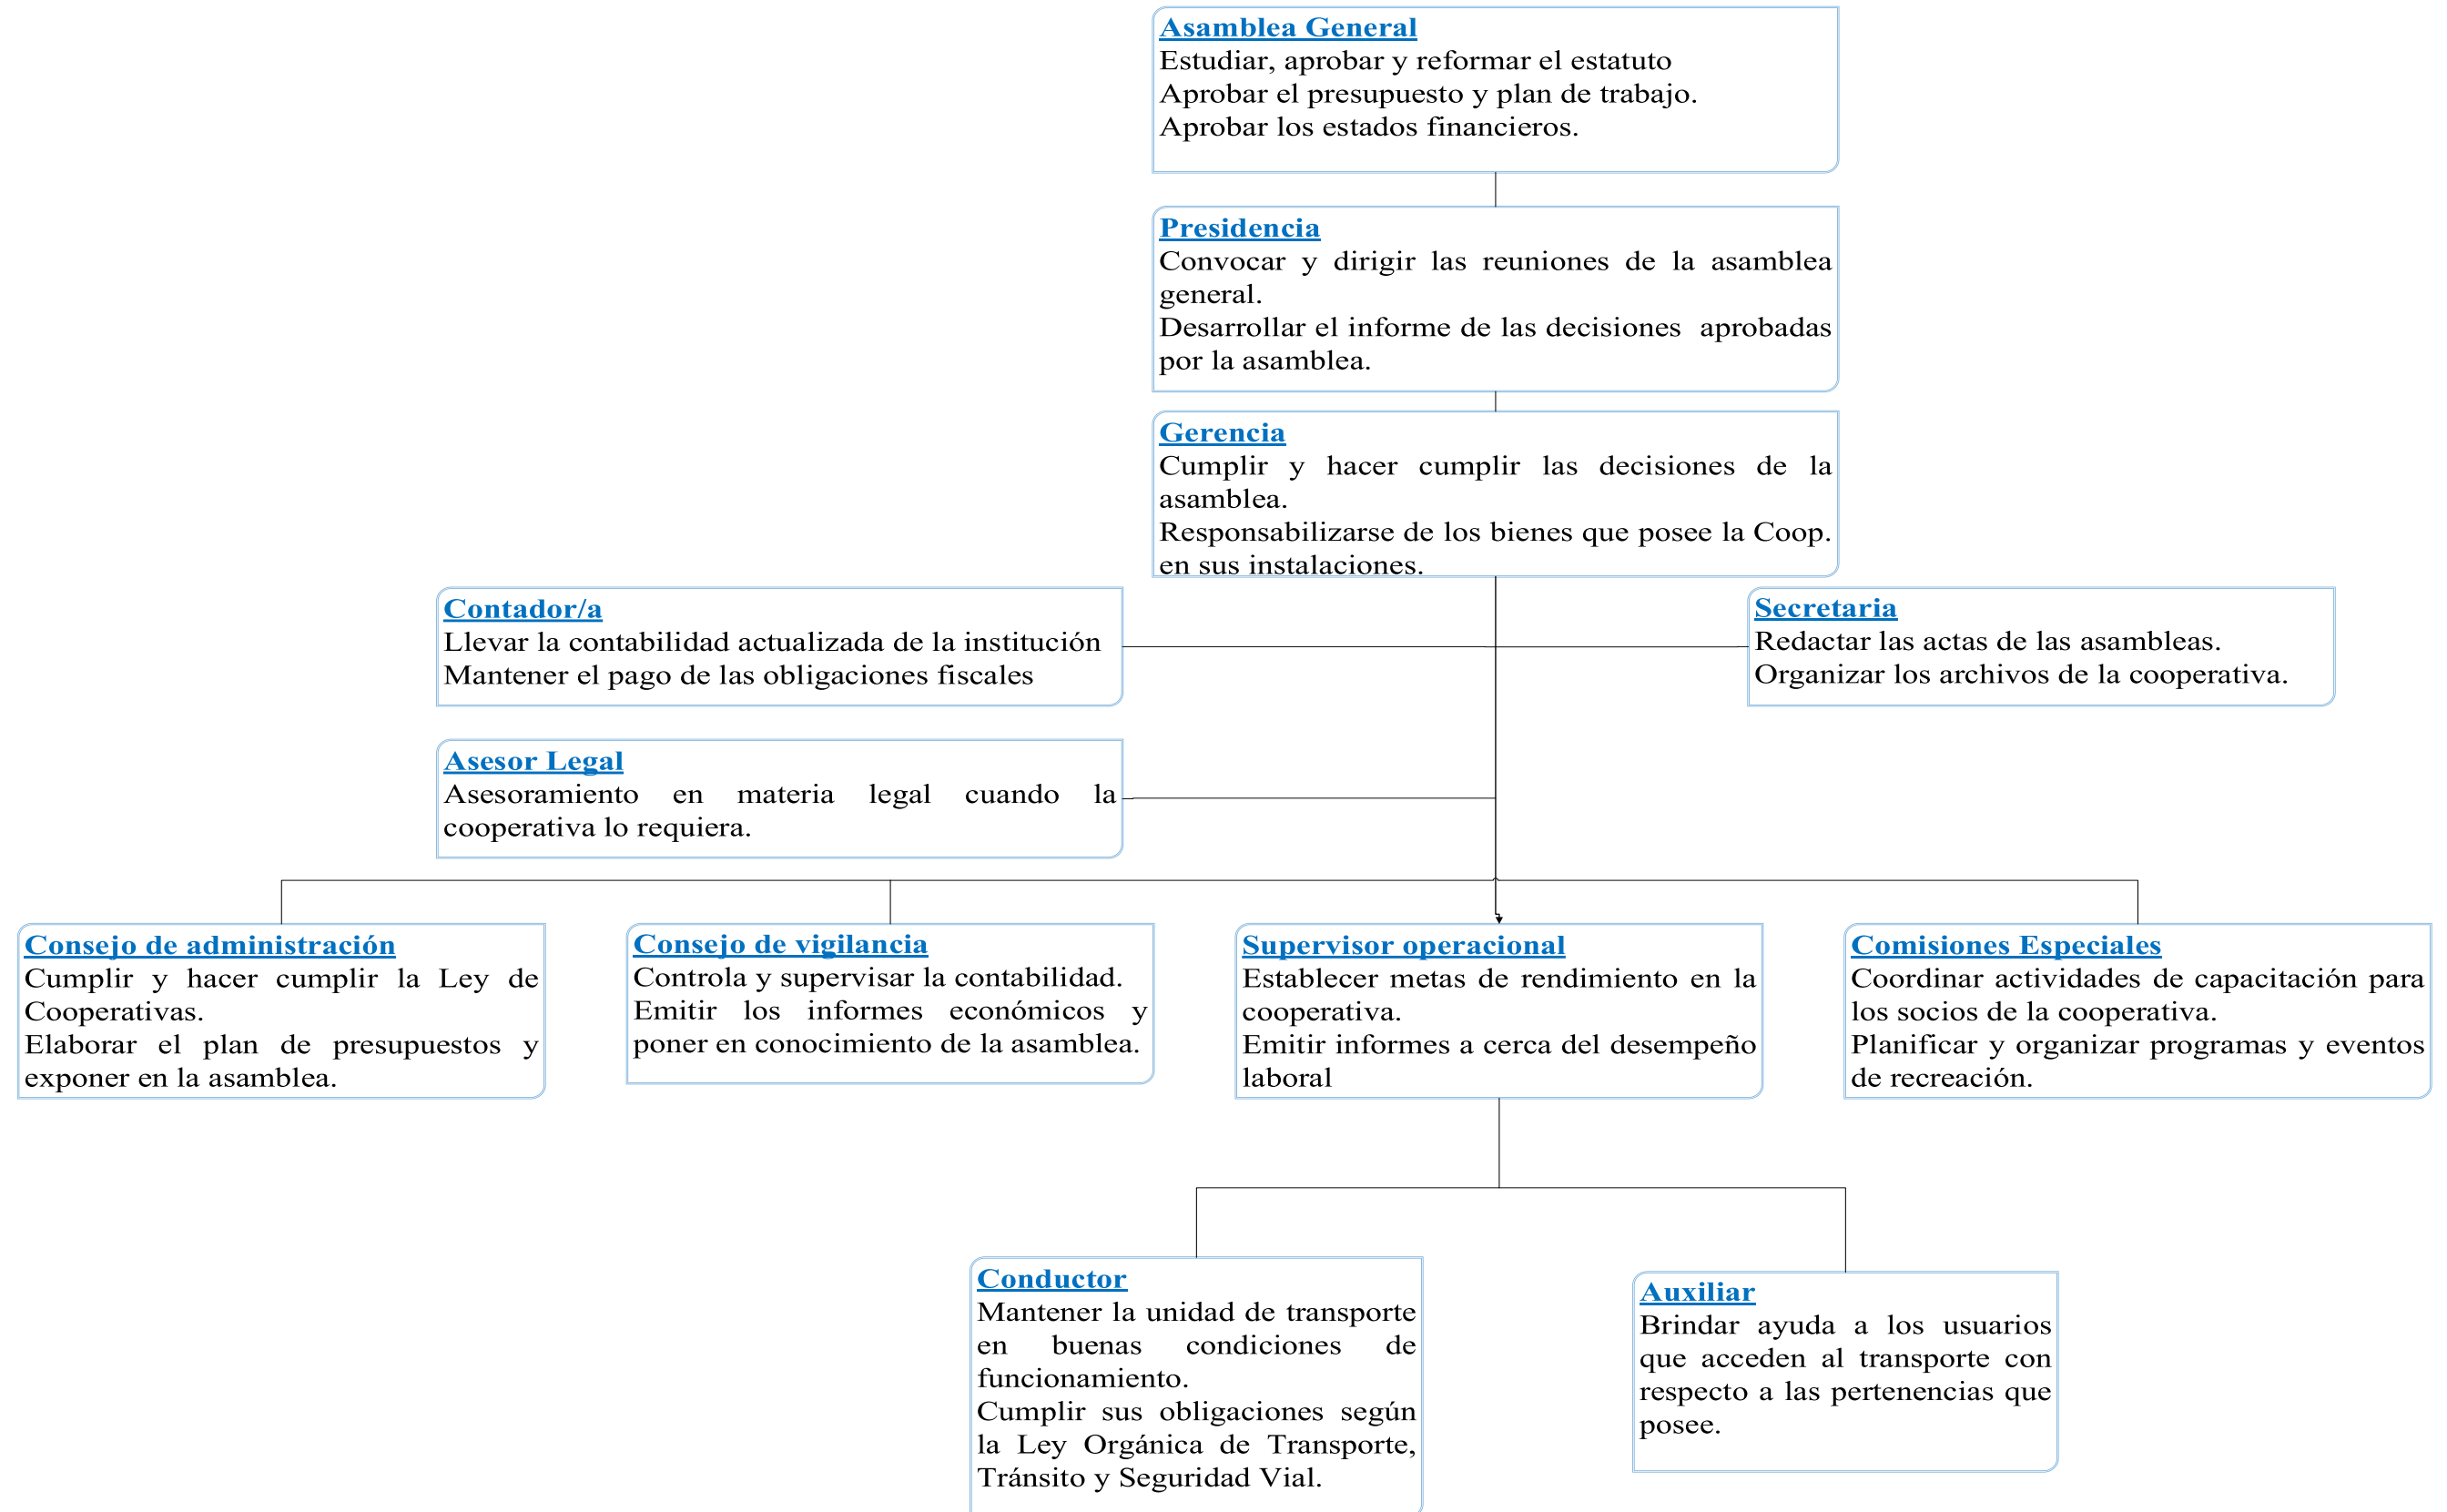 Asamblea General
Estudiar, aprobar y reformar el estatuto
Aprobar el presupuesto y plan de trabajo.
Aprobar los estados financieros.
Presidencia
Convocar y dirigir las reuniones de la asamblea
general.
Desarrollar el informe de las decisiones aprobadas
por la asamblea.
Gerencia
Cumplir y hacer cumplir las decisiones de la
asamblea.
Responsabilizarse de los bienes que posee la Coop.
en sus instalaciones.
Contador/a
Llevar la contabilidad actualizada de la institución
Mantener el pago de las obligaciones fiscales
Secretaria
Redactar las actas de las asambleas.
Organizar los archivos de la cooperativa.
Asesor Legal
Asesoramiento en materia legal cuando la
cooperativa lo requiera.
Consejo de administración
Cumplir y hacer cumplir la Ley de
Cooperativas.
Elaborar el plan de presupuestos y
exponer en la asamblea.
Consejo de vigilancia
Controla y supervisar la contabilidad.
Emitir los informes económicos y
poner en conocimiento de la asamblea.
Supervisor operacional
Establecer metas de rendimiento en la
cooperativa.
Emitir informes a cerca del desempeño
laboral
Comisiones Especiales
Coordinar actividades de capacitación para
los socios de la cooperativa.
Planificar y organizar programas y eventos
de recreación.
Conductor
Mantener la unidad de transporte
en buenas condiciones de
funcionamiento.
Cumplir sus obligaciones según
la Ley Orgánica de Transporte,
Tránsito y Seguridad Vial.
Auxiliar
Brindar ayuda a los usuarios
que acceden al transporte con
respecto a las pertenencias que
posee.